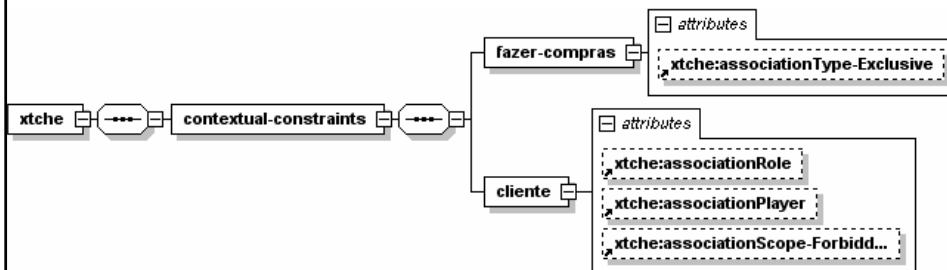 attributes
fazer-compras
xtche:associationType-Exclusive
xtche
contextual-constraints
attributes
xtche:associationRole
cliente
xtche:associationPlayer
xtche:associationScope-Forbidd...